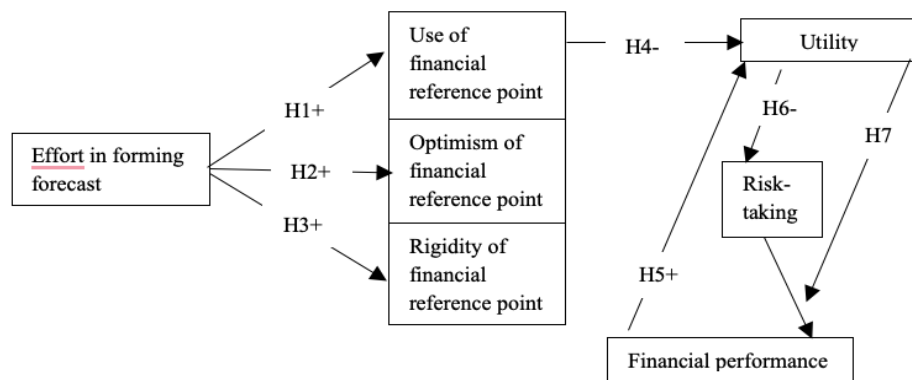 Effort in forming
forecast
H1+
H2+
H3+
Use of
financial
reference point
Optimism of
financial
reference point
Rigidity of
financial
reference point
H4-
Utility
H6-
H7
Risk-
taking
H5+
Financial performance